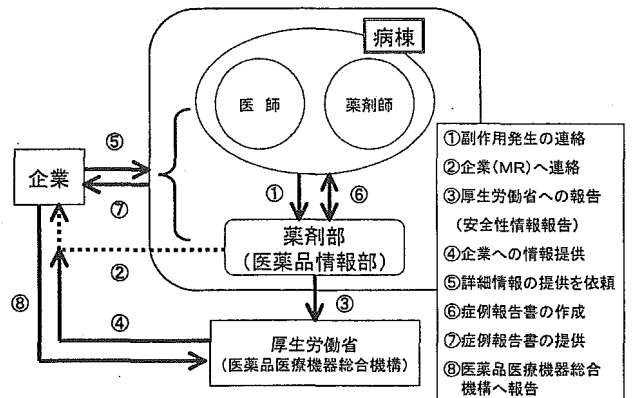 病棟
医師
薬剤師
⑤
企業
⑦
①
⑥
薬剤部
(医薬品情報部)
②
⑧
③
④
厚生労働省
(医薬品医療機器総合機構)
①副作用発生の連絡
②企業(MR)へ連絡
③厚生労働省への報告
(安全性情報報告)
④企業への情報提供
⑤詳細情報の提供を依頼
⑥症例報告書の作成
⑦症例報告書の提供
⑧医薬品医療機器総合
機構へ報告